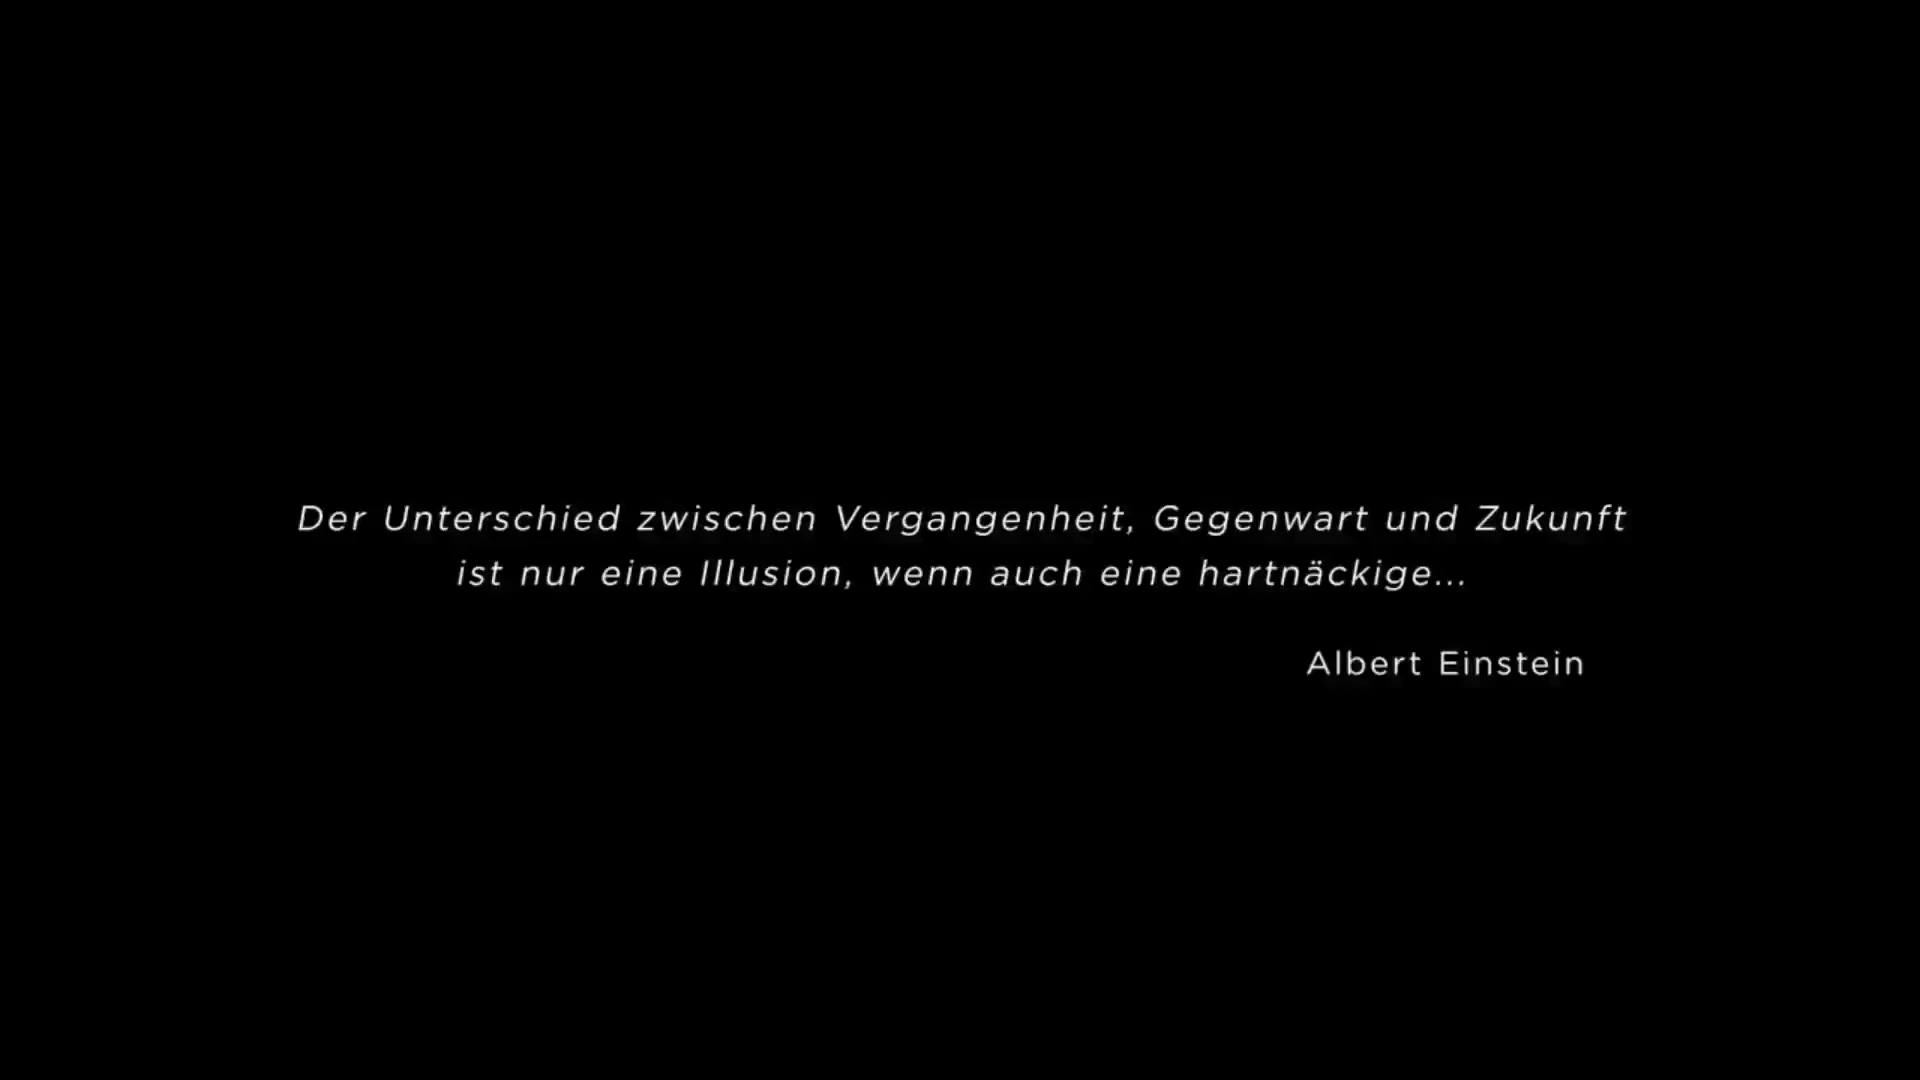 Der Unterschied zwischen Vergangenheit, Gegenwart und Zukunft
ist nur eine Illusion, wenn auch eine hartnäckige...
Albert Einstein